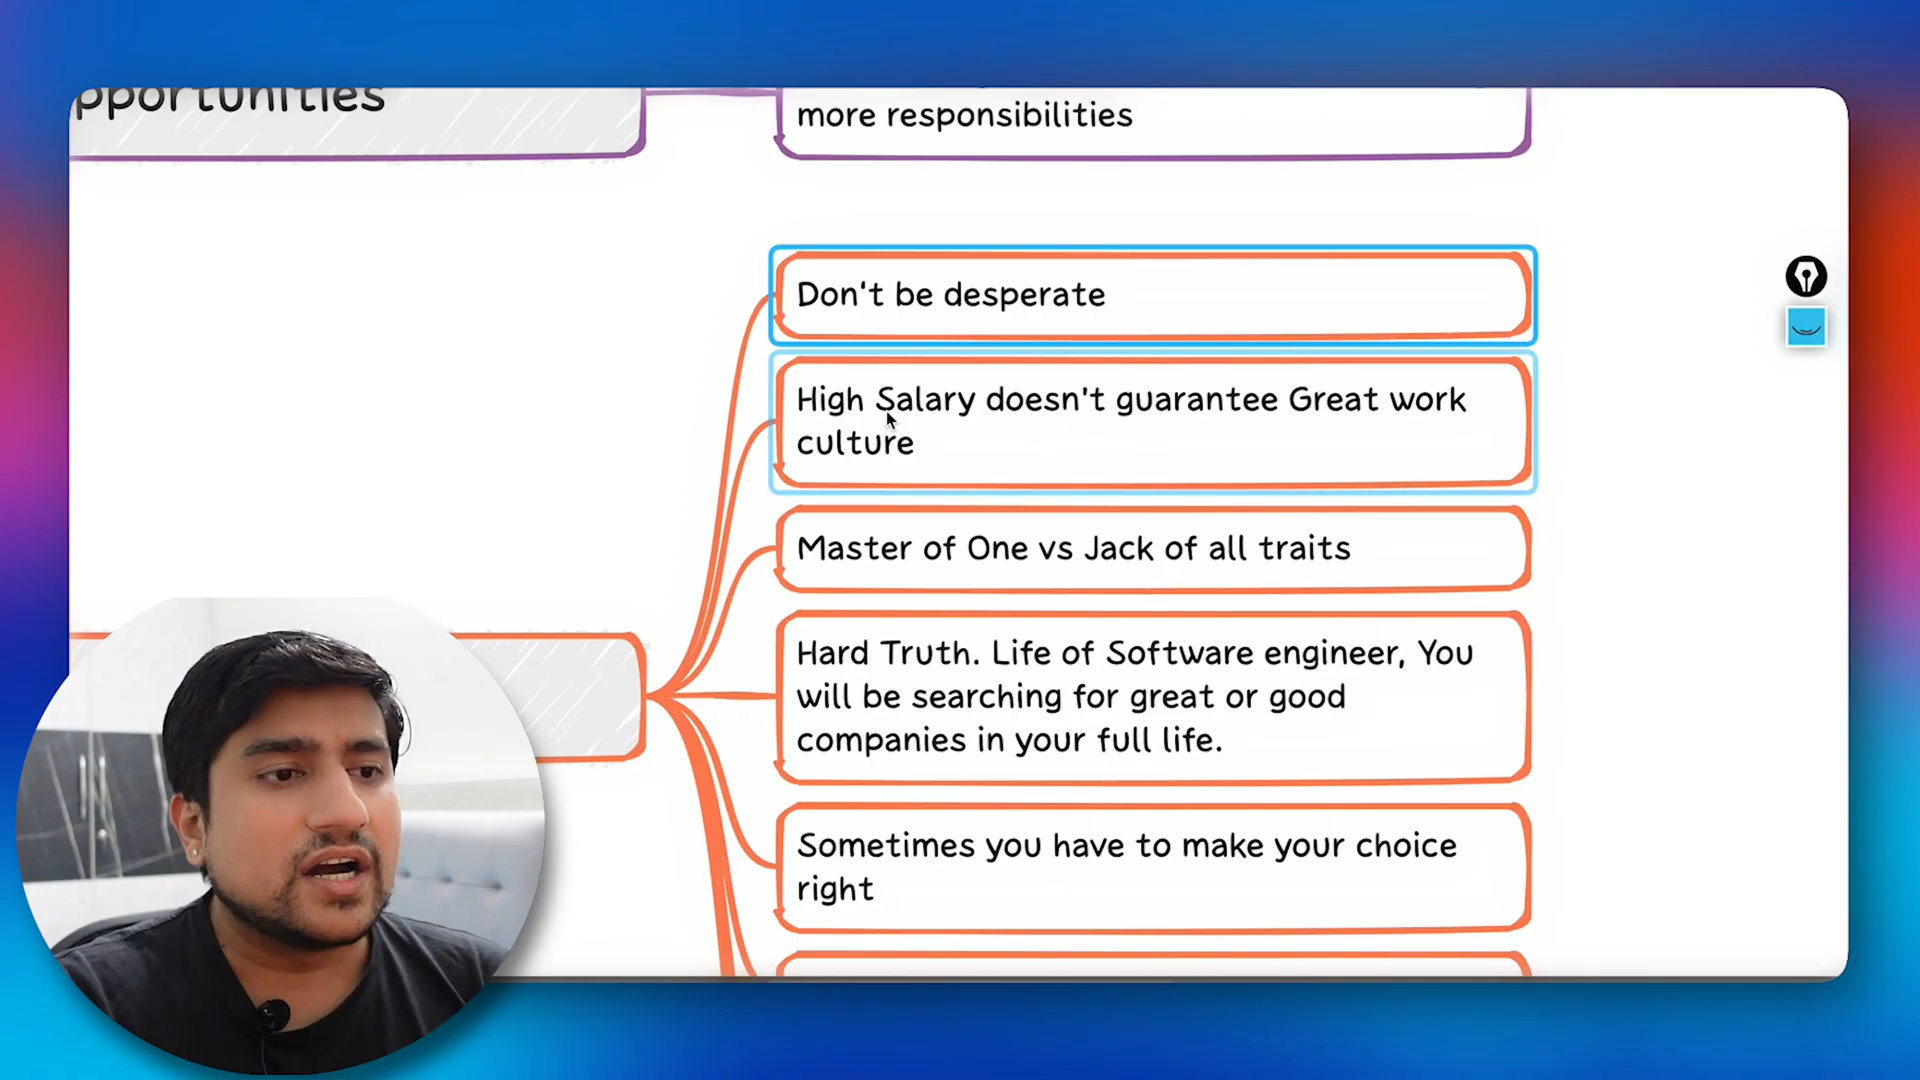 pportunities
more responsibilities
Don't be desperate
High Salary doesn't guarantee Great work
culture
Master of One vs Jack of all traits
Hard Truth. Life of Software engineer, You
will be searching for great or good
companies in your full life.
Sometimes you have to make your choice
right